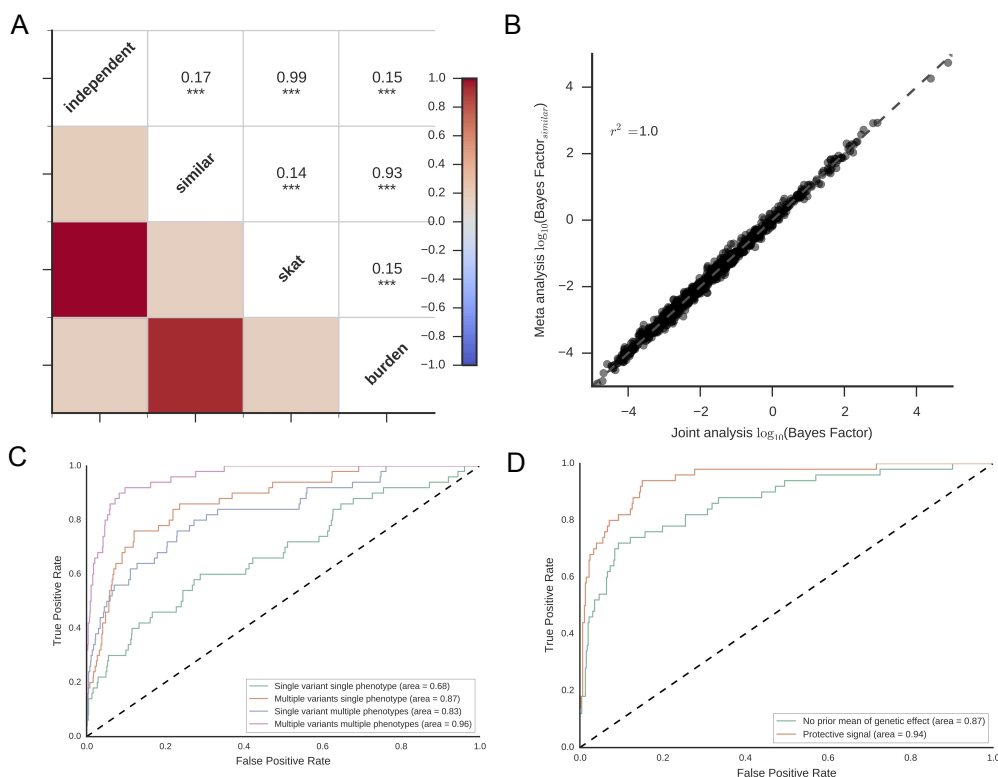 A
independent
0.17
***
0.99
***
0.15
***
similar
0.14
***
0.93
***
skat
0.15
***
burden
1.0
0.8
0.6
0.4
0.2
0.0
−0.2
−0.4
−0.6
−0.8
−1.0
B
Meta analysis log10(Bayes Factorsimilar)
r² =1.0
4
2
0
−2
−4
−4
−2
0
2
4
Joint analysis log10(Bayes Factor)
C
True Positive Rate
1.0
0.8
0.6
0.4
0.2
0.0
Single variant single phenotype (area = 0.68)
Multiple variants single phenotype (area = 0.87)
Single variant multiple phenotypes (area = 0.83)
Multiple variants multiple phenotypes (area = 0.96)
0.0
0.2
0.4
0.6
0.8
1.0
False Positive Rate
D
True Positive Rate
1.0
0.8
0.6
0.4
0.2
0.0
No prior mean of genetic effect (area = 0.87)
Protective signal (area = 0.94)
0.0
0.2
0.4
0.6
0.8
1.0
False Positive Rate